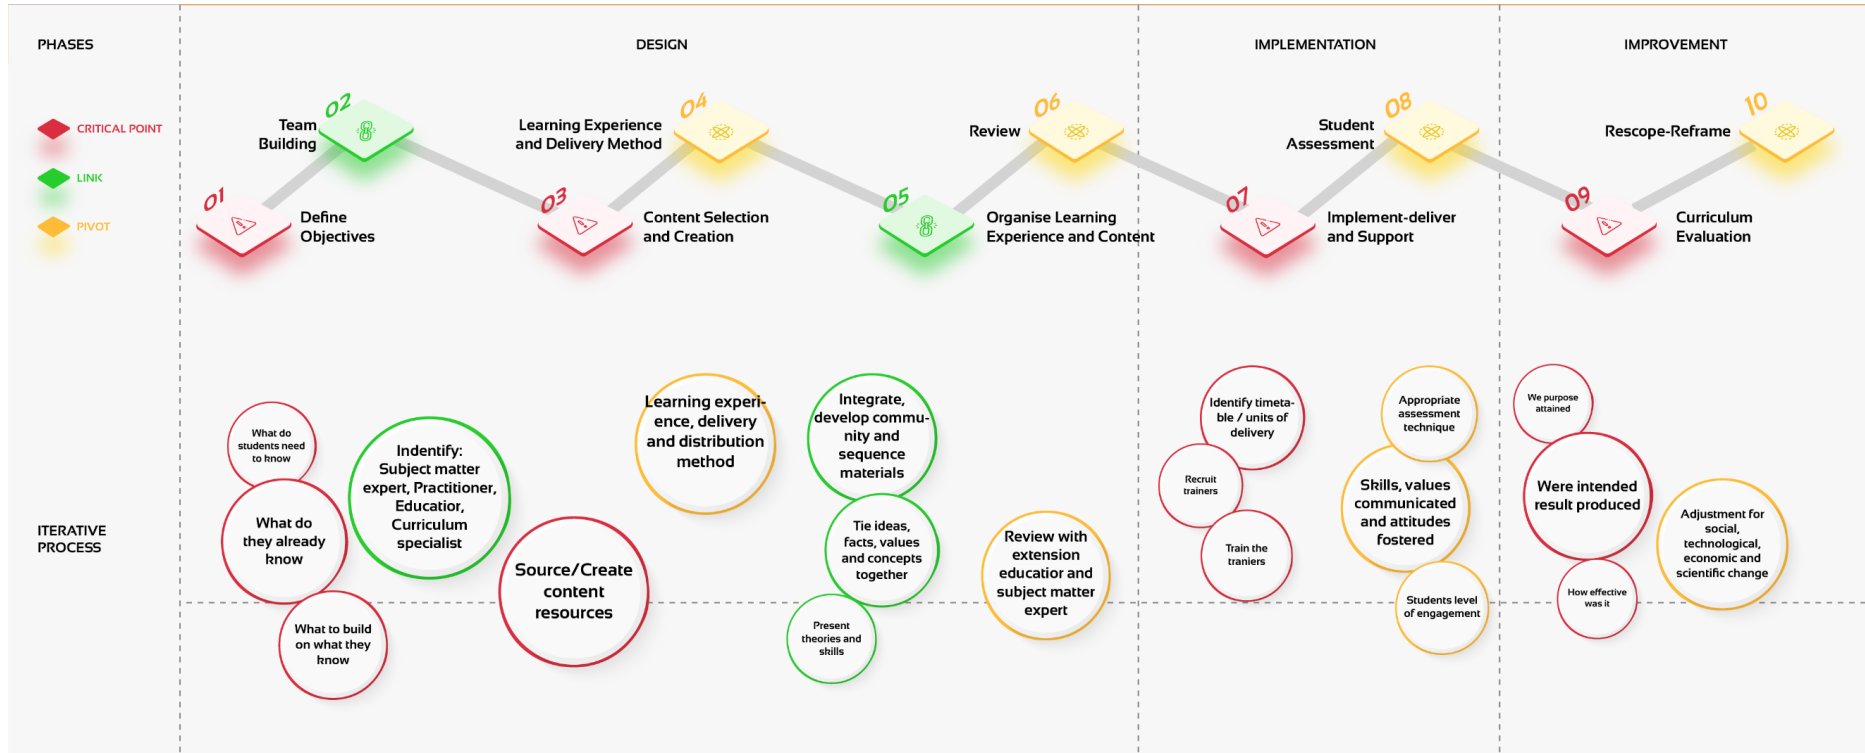 PHASES
DESIGN
IMPLEMENTATION
IMPROVEMENT
CRITICAL POINT
LINK
PIVOT
01
Define
Objectives
02
Team
Building
03
Content Selection
and Creation
04
Learning Experience
and Delivery Method
05
Organise Learning
Experience and Content
06
Review
07
Implement-deliver
and Support
08
Student
Assessment
09
Curriculum
Evaluation
10
Rescope-Reframe
ITERATIVE
PROCESS
What do
students need
to know
What do
they already
know
What to build
on what they
know
Indentify:
Subject matter
expert, Practitioner,
Educatior,
Curriculum
specialist
Source/Create
content
resources
Learning experi-
ence, delivery
and distribution
method
Integrate,
develop commu-
nity and
sequence
materials
Tie ideas,
facts, values
and concepts
together
Present
theories and
skills
Review with
extension
educatior and
subject matter
expert
Identify timeta-
ble / units of
delivery
Recruit
trainers
Train the
traniers
Appropriate
assessment
technique
Skills, values
communicated
and attitudes
fostered
Students level
of engagement
We purpose
attained
Were intended
result produced
How effective
was it
Adjustment for
social,
technological,
economic and
scientific change